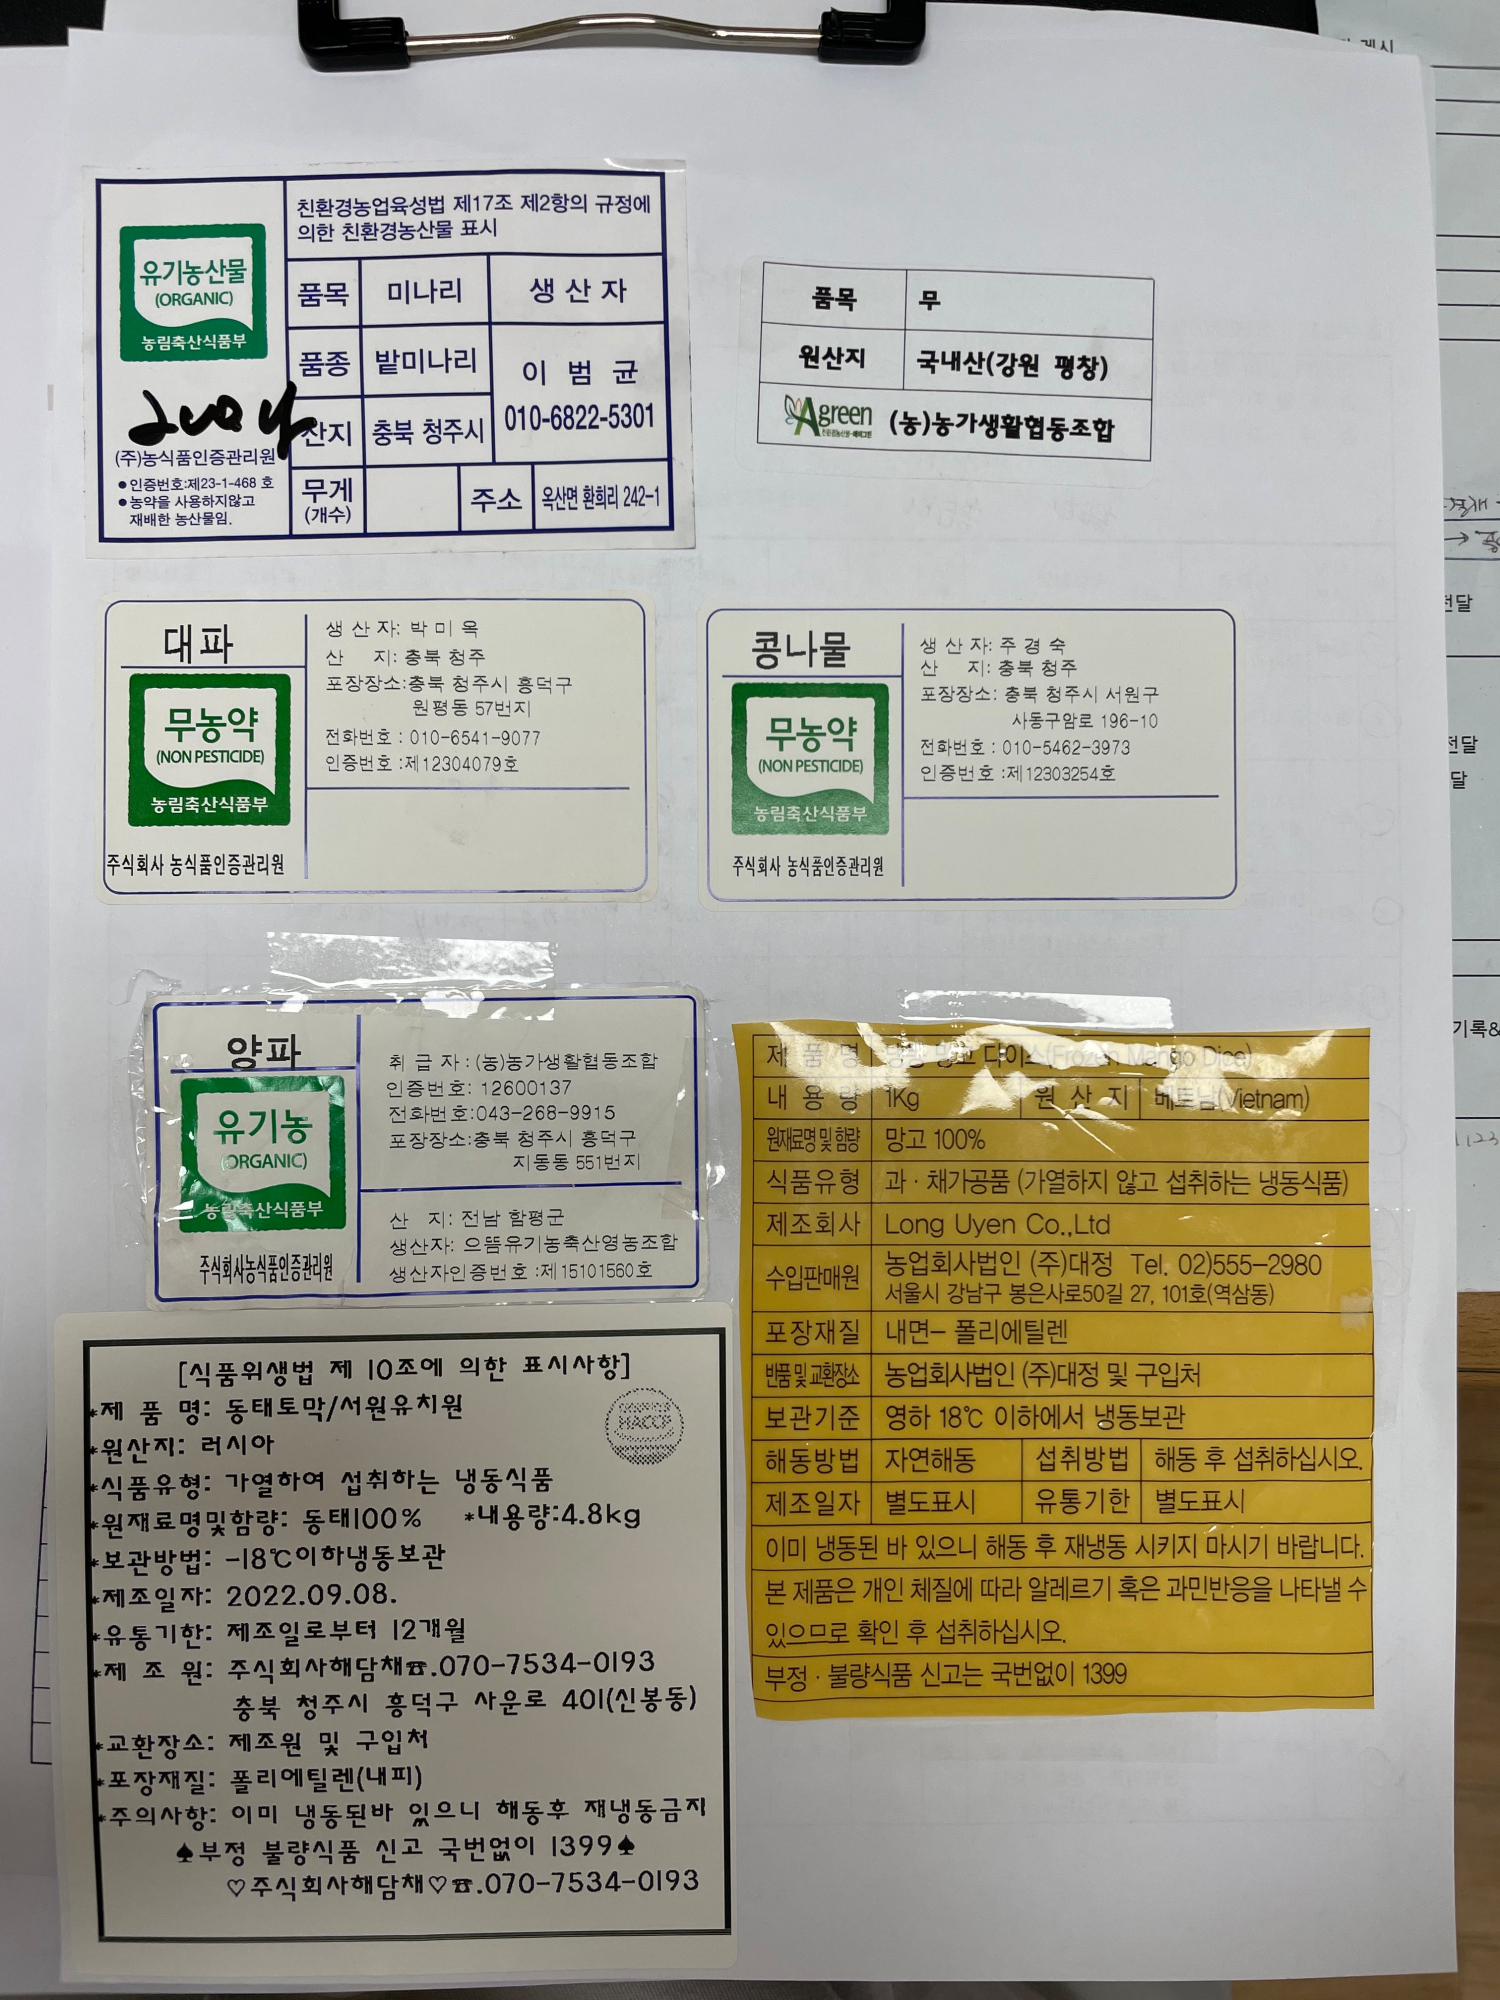 친환경농업육성법 제17조 제2항의 규정에
의한 친환경농산물 표시
유기농산물
(ORGANIC)
농림축산식품부
(주)농식품인증관리원
●인증번호:제23-1-468 호
●농약을 사용하지않고
재배한 농산물임.
품목 미나리 생 산 자
품종 밭미나리 이 범 균
010-6822-5301
산지 충북 청주시
무게
(개수)
주소 옥산면 환희리 242-1
품목 무
원산지 국내산(강원 평창)
Agreen (농)농가생활협동조합
대파
무농약
(NON PESTICIDE)
농림축산식품부
주식회사 농식품인증관리원
생 산 자: 박 미 옥
산 지: 충북 청주
포장장소:충북 청주시 흥덕구
원평동 57번지
전화번호 : 010-6541-9077
인증번호 :제12304079호
콩나물
무농약
(NON PESTICIDE)
농림축산식품부
주식회사 농식품인증관리원
생 산 자: 주 경 숙
산 지: 충북 청주
포장장소: 충북 청주시 서원구
사동구암로 196-10
전화번호 : 010-5462-3973
인증번호 :제12303254호
양파
유기농
(ORGANIC)
농림축산식품부
주식회사농식품인증관리원
취 급 자 : (농)농가생활협동조합
인증번호: 12600137
전화번호:043-268-9915
포장장소:충북 청주시 흥덕구
지동동 551번지
산 지: 전남 함평군
생산자: 으뜸유기농축산영농조합
생산자인증번호 :제15101560호
제 품 명 냉동 망고 다이스(Frozen Mango Dice)
내 용 량 1Kg 원 산 지 베트남(Vietnam)
원재료명 및 함량 망고 100%
식품유형 과 · 채가공품 (가열하지 않고 섭취하는 냉동식품)
제조회사 Long Uyen Co.,Ltd
수입판매원 농업회사법인 (주)대정 Tel. 02)555-2980
서울시 강남구 봉은사로50길 27, 101호(역삼동)
포장재질 내면- 폴리에틸렌
반품 및 교환장소 농업회사법인 (주)대정 및 구입처
보관기준 영하 18℃ 이하에서 냉동보관
해동방법 자연해동 섭취방법 해동 후 섭취하십시오.
제조일자 별도표시 유통기한 별도표시
이미 냉동된 바 있으니 해동 후 재냉동 시키지 마시기 바랍니다.
본 제품은 개인 체질에 따라 알레르기 혹은 과민반응을 나타낼 수
있으므로 확인 후 섭취하십시오.
부정 · 불량식품 신고는 국번없이 1399
[식품위생법 제 10조에 의한 표시사항]
*제 품 명: 동태토막/서원유치원
HACCP
*원산지: 러시아
*식품유형: 가열하여 섭취하는 냉동식품
*원재료명및함량: 동태100% *내용량:4.8kg
*보관방법: -18℃이하냉동보관
*제조일자: 2022.09.08.
*유통기한: 제조일로부터 12개월
*제 조 원: 주식회사해담채☎.070-7534-0193
충북 청주시 흥덕구 사운로 401(신봉동)
*교환장소: 제조원 및 구입처
*포장재질: 폴리에틸렌(내피)
*주의사항: 이미 냉동된바 있으니 해동후 재냉동금지
♠부정 불량식품 신고 국번없이 1399♠
♡주식회사해담채♡☎.070-7534-0193
전달
전달
달
기록&